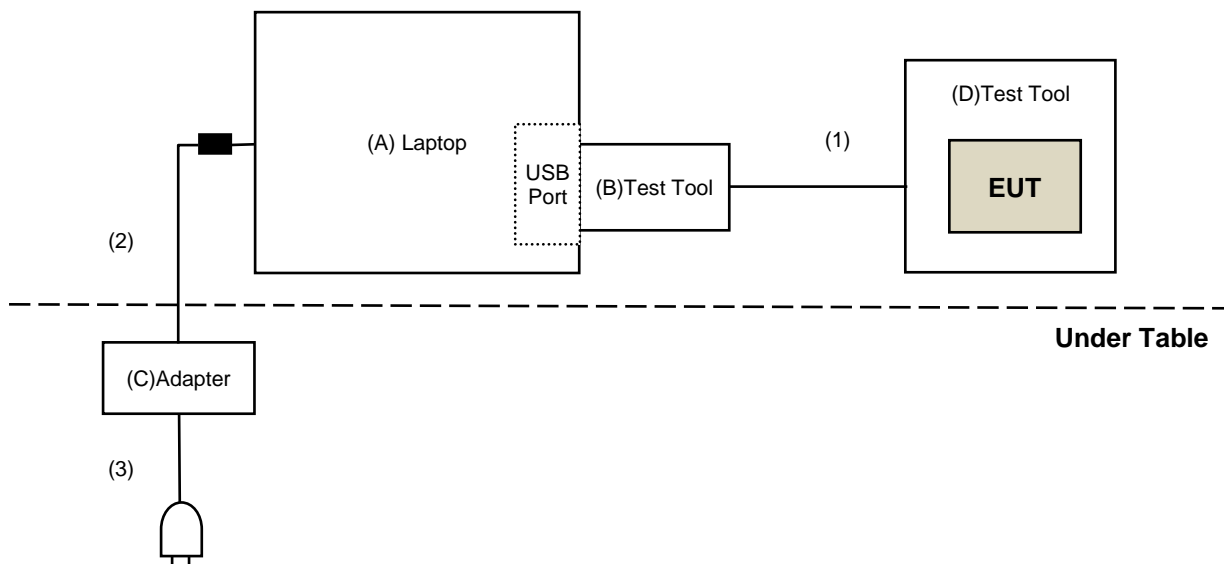 (D)Test Tool
(A) Laptop
(1)
USB
Port
(B)Test Tool
EUT
(2)
Under Table
(C)Adapter
(3)